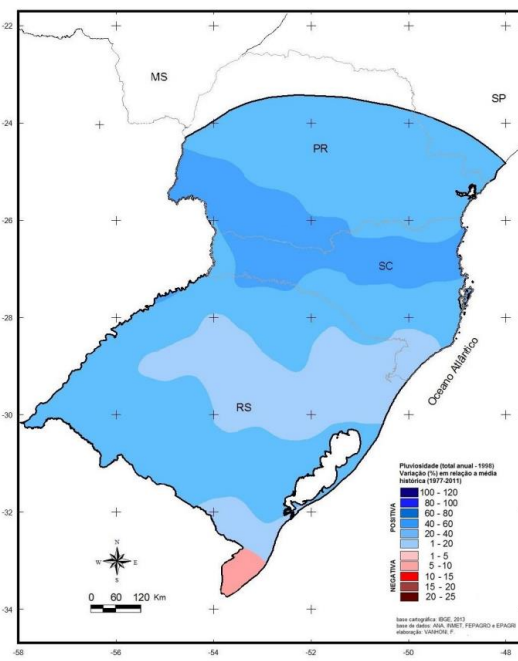 -22
MS
SP
-24
PR
-26
SC
-28
Oceano Atlântico
-30
RS
Pluviosidade (total anual - 1998)
Variação (%) em relação a média
histórica (1977-2011)
POSITIVA
100 - 120
80 - 100
60 - 80
40 - 60
20 - 40
1 - 20
NEGATIVA
1 - 5
5 - 10
10 - 15
15 - 20
20 - 25
-32
N
W E
S
0 60 120 Km
-34
base cartográfica: IBGE, 2013
base de dados: ANA, INMET, FEPAGRO e EPAGRI
elaboração: VANHONI, F.
-58 -56 -54 -52 -50 -48